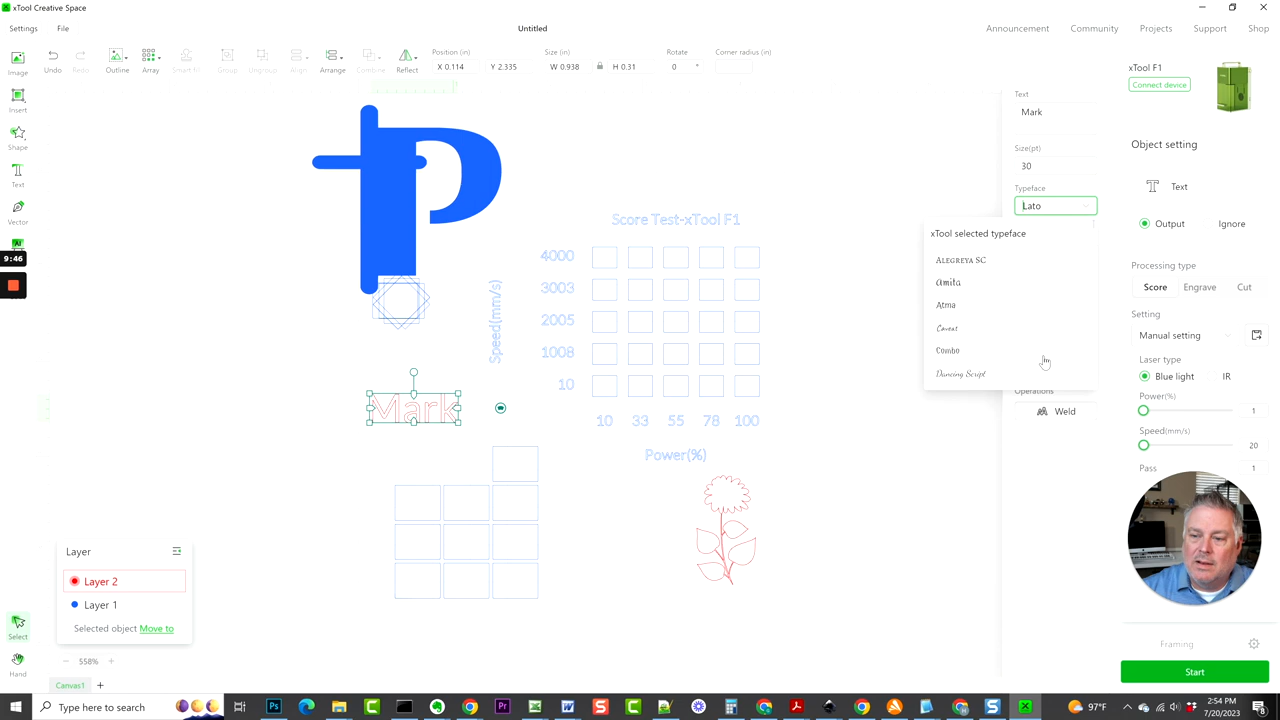 xTool Creative Space
Settings File Untitled Announcement Community Projects Support Shop
Image Undo Redo Outline Array Smart fill Group Ungroup Align Arrange Combine Reflect
Position (in) Size (in) Rotate Corner radius (in)
X 0.114 Y 2.335 W 0.938 H 0.31 0 °
Insert
Shape
Text
Vector
AI
9:46
P
Score Test-xTool F1
Speed(mm/s)
4000
3003
2005
1008
10
10 33 55 78 100
Power(%)
Mark
Text
Mark
Size(pt)
30
Typeface
Lato
xTool selected typeface
Alegreya SC
Amita
Atma
Caveat
Combo
Dancing Script
Operations
Weld
xTool F1
Connect device
Object setting
Text
Output Ignore
Processing type
Score Engrave Cut
Setting
Manual setting
Laser type
Blue light IR
Power(%)
1
Speed(mm/s)
20
Pass 1
Framing
Start
Layer
Layer 2
Layer 1
Selected object Move to
Select
Hand
558%
Canvas1
Type here to search
97°F
2:54 PM
7/20/2023